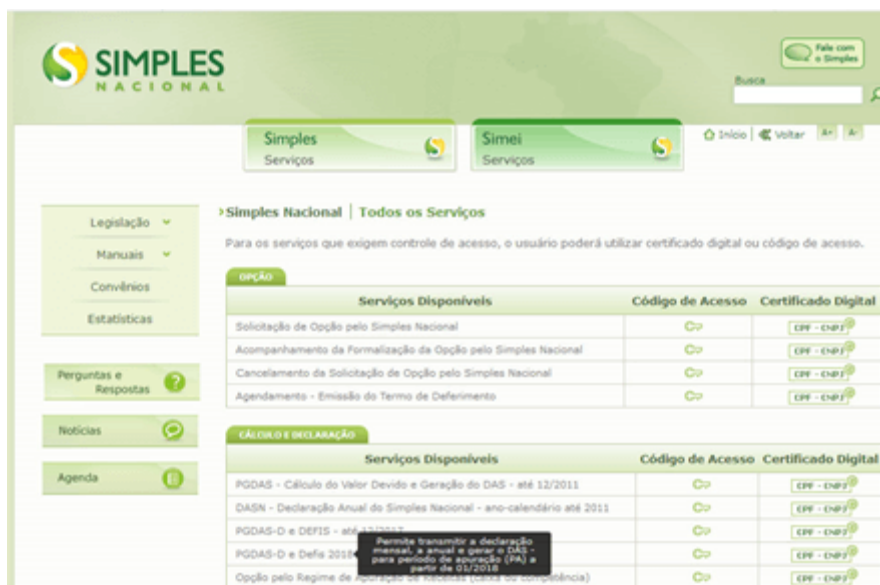 SIMPLES
NACIONAL
Fale com
o Simples
Busca
Simples
Serviços
Simei
Serviços
Início
Voltar
A+
A-
Legislação
Manuais
Convênios
Estatísticas
Perguntas e
Respostas
?
Notícias
Agenda
Simples Nacional | Todos os Serviços
Para os serviços que exigem controle de acesso, o usuário poderá utilizar certificado digital ou código de acesso.
OPÇÃO
Serviços Disponíveis Código de Acesso Certificado Digital
Solicitação de Opção pelo Simples Nacional CPF - CNPJ
Acompanhamento da Formalização da Opção pelo Simples Nacional CPF - CNPJ
Cancelamento da Solicitação de Opção pelo Simples Nacional CPF - CNPJ
Agendamento - Emissão do Termo de Deferimento CPF - CNPJ
CÁLCULO E DECLARAÇÃO
Serviços Disponíveis Código de Acesso Certificado Digital
PGDAS - Cálculo do Valor Devido e Geração do DAS - até 12/2011 CPF - CNPJ
DASN - Declaração Anual do Simples Nacional - ano-calendário até 2011 CPF - CNPJ
PGDAS-D e DEFIS - até 12/2017 CPF - CNPJ
PGDAS-D e Defis 2018 CPF - CNPJ
Permite transmitir a declaração
mensal, a anual e gerar o DAS -
para período de apuração (PA) a
partir de 01/2018
Opção pelo Regime de Apuração de Receitas (caixa ou competência) CPF - CNPJ